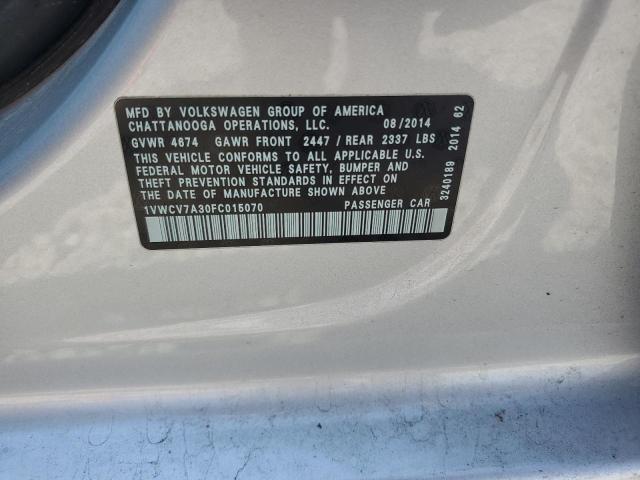 MFD BY VOLKSWAGEN GROUP OF AMERICA
CHATTANOOGA OPERATIONS, LLC. 08/2014
GVWR 4674 GAWR FRONT 2447 / REAR 2337 LBS
THIS VEHICLE CONFORMS TO ALL APPLICABLE U.S.
FEDERAL MOTOR VEHICLE SAFETY, BUMPER AND
THEFT PREVENTION STANDARDS IN EFFECT ON
THE DATE OF MANUFACTURE SHOWN ABOVE
1VWCV7A30FC015070 PASSENGER CAR
3240189 2014 62